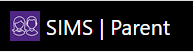 SIMS | Parent